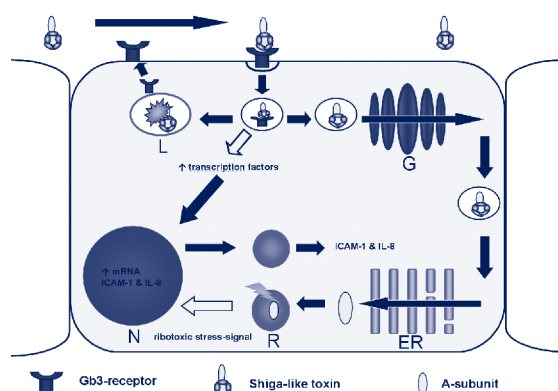 L
G
↑ transcription factors
↑ mRNA
ICAM-1 & IL-8
ICAM-1 & IL-8
N
ribotoxic stress-signal
R
ER
Gb3-receptor
Shiga-like toxin
A-subunit